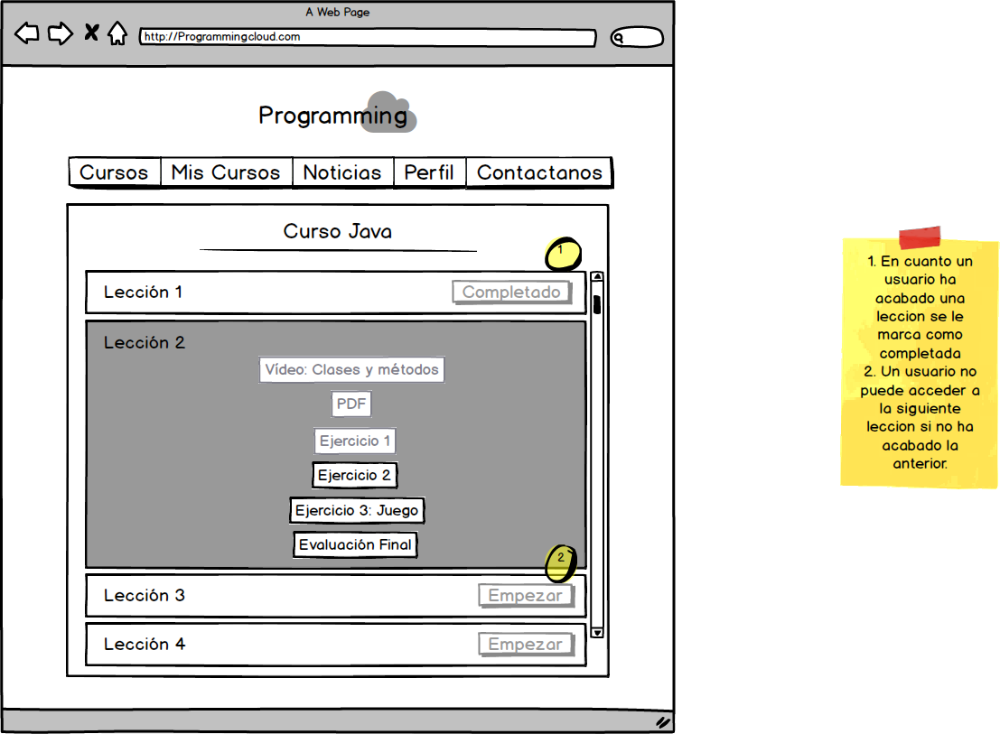 A Web Page
http://Programmingcloud.com
Programming
Cursos Mis Cursos Noticias Perfil Contactanos
Curso Java
1
Lección 1 Completado
Lección 2
Vídeo: Clases y métodos
PDF
Ejercicio 1
Ejercicio 2
Ejercicio 3: Juego
Evaluación Final
2
Lección 3 Empezar
Lección 4 Empezar
1. En cuanto un
usuario ha
acabado una
leccion se le
marca como
completada
2. Un usuario no
puede acceder a
la siguiente
leccion si no ha
acabado la
anterior.